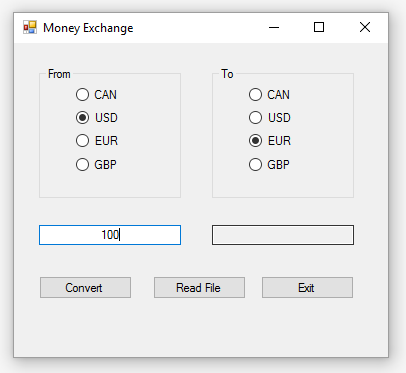 Money Exchange
From To
CAN CAN
USD USD
EUR EUR
GBP GBP
100
Convert Read File Exit